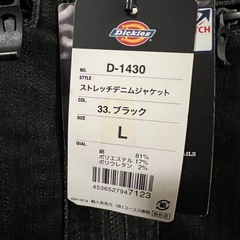 Dickies
TCH
NO. D-1430
STYLE
ストレッチデニムジャケット
COL. 33. ブラック
SIZE
L
QUAL.
綿 81%
ポリエステル 17%
ポリウレタン 2%
4536527947123
AILS